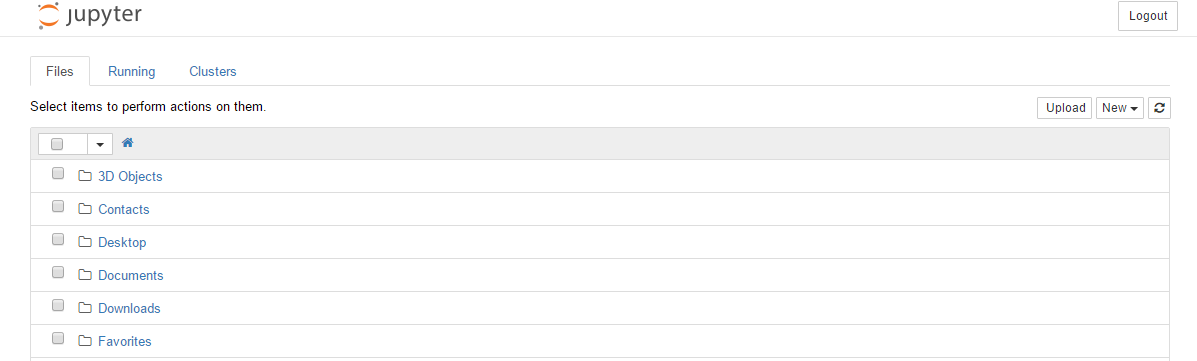 jupyter
Logout
Files Running Clusters
Select items to perform actions on them.
Upload New
3D Objects
Contacts
Desktop
Documents
Downloads
Favorites